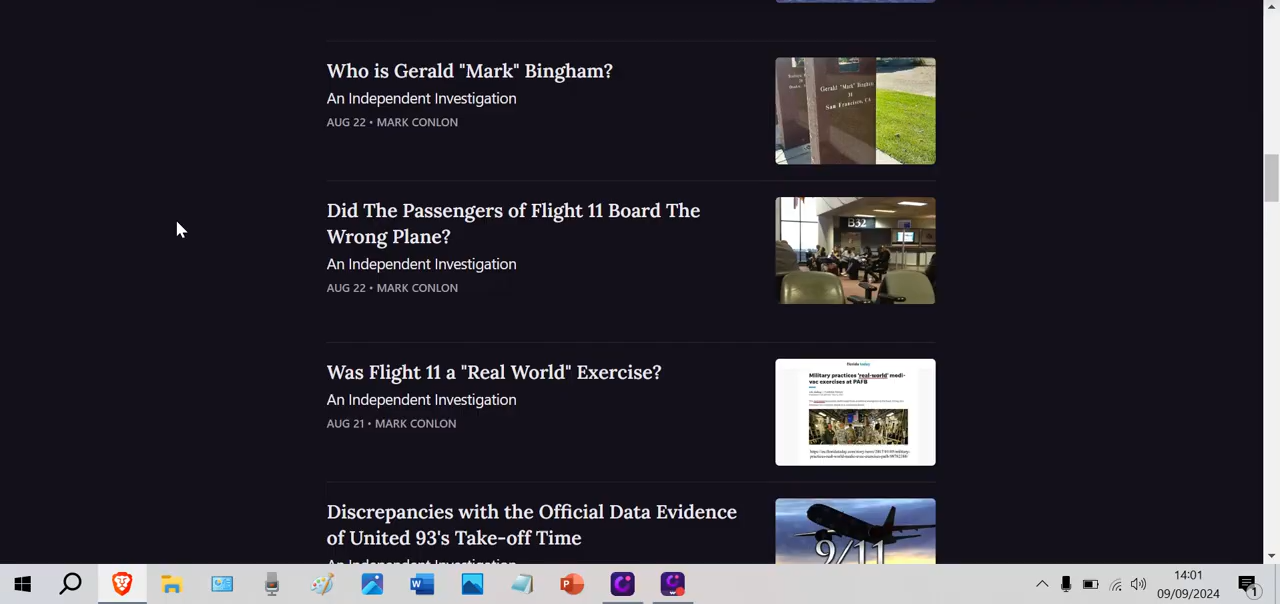 Who is Gerald "Mark" Bingham?
An Independent Investigation
AUG 22 • MARK CONLON
Gerald "Mark" Bingham
San Francisco, CA
Did The Passengers of Flight 11 Board The
Wrong Plane?
An Independent Investigation
AUG 22 • MARK CONLON
B32
Was Flight 11 a "Real World" Exercise?
An Independent Investigation
AUG 21 • MARK CONLON
Military practices 'real-world' medi-
vac exercises at PAFB
Discrepancies with the Official Data Evidence
of United 93's Take-off Time
An Independent Investigation
9/11
14:01
09/09/2024
1